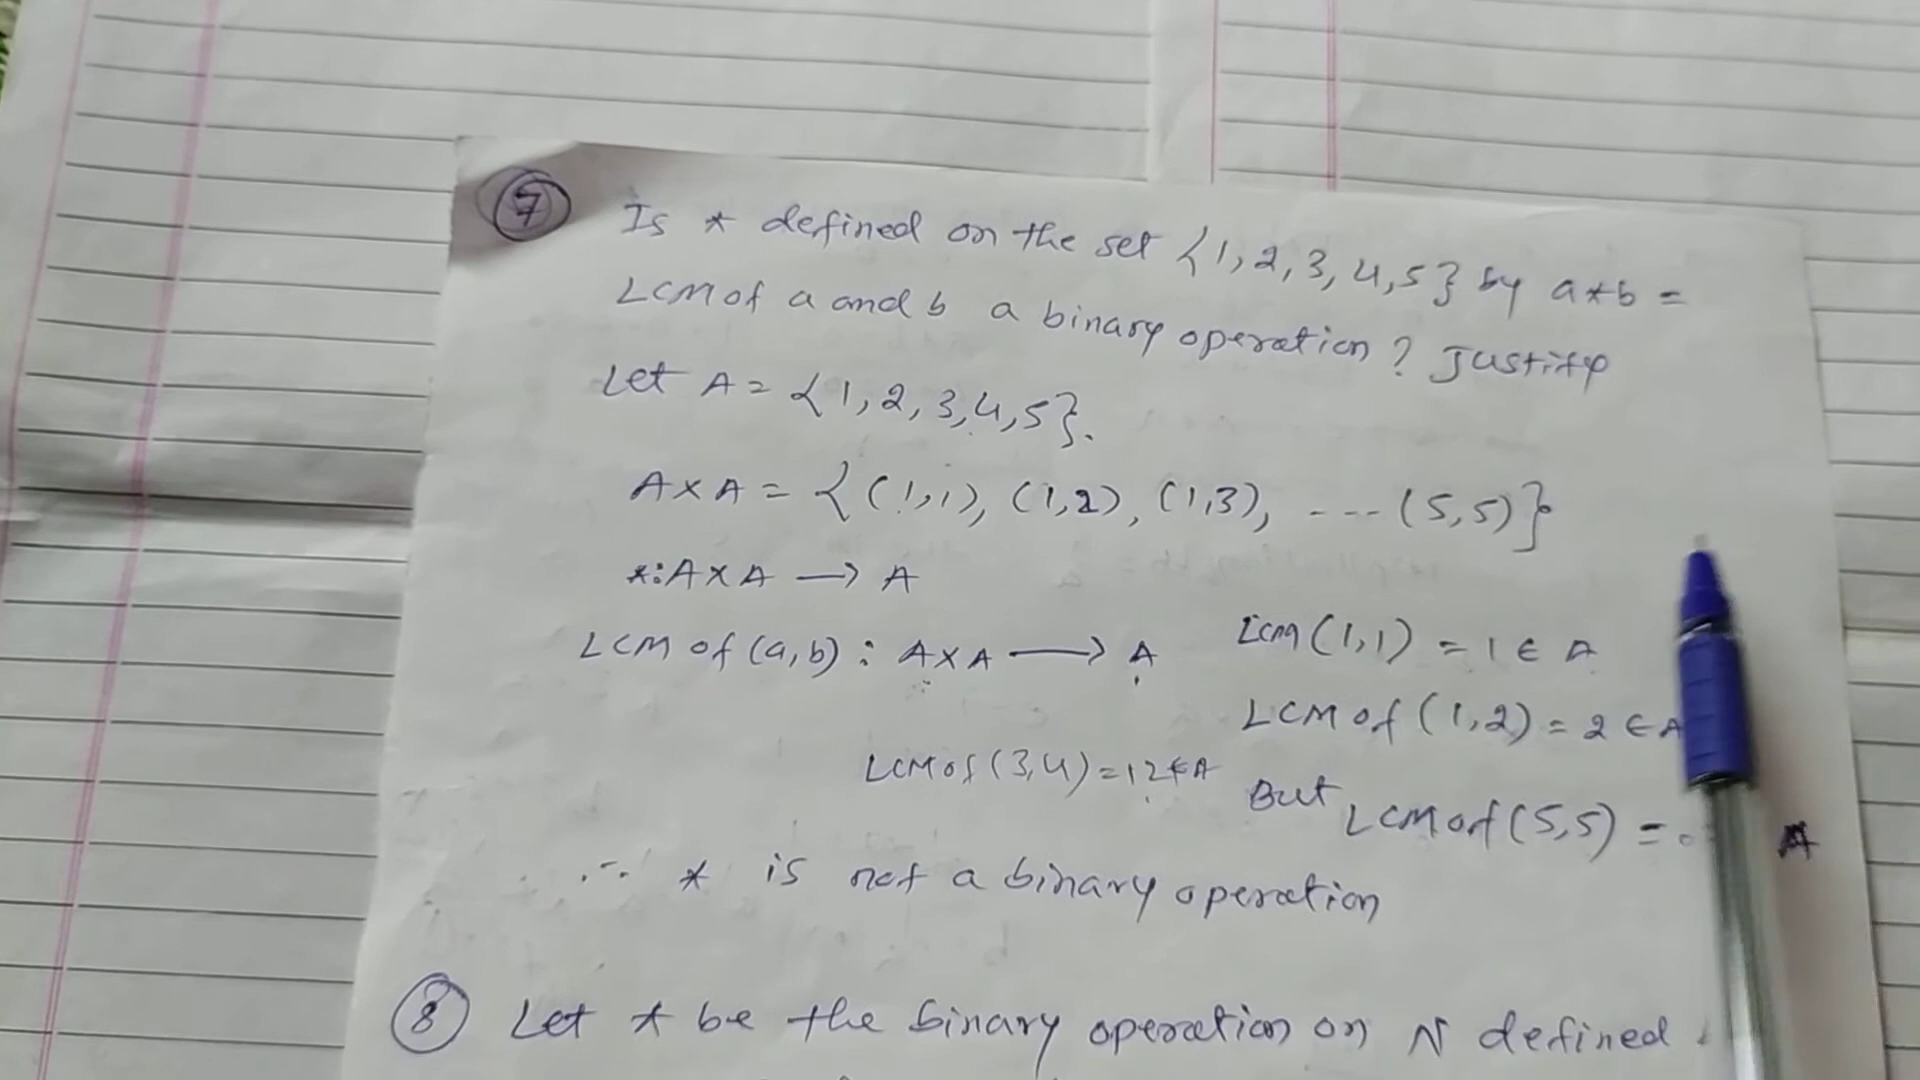 7 Is * defined on the set {1, 2, 3, 4, 5} by a*b =
LCM of a and b a binary operation? Justify
Let A = {1, 2, 3, 4, 5}.
A×A = {(1,1), (1,2), (1,3), ---- (5,5)}
*: A×A → A
LCM of (a,b) : A×A → A Lcm (1,1) = 1 ∈ A
LCM of (1,2) = 2 ∈ A
LCM of (3,4) = 12 ∉ A But LCM of (5,5) = A
∴ * is not a binary operation
8 Let * be the binary operation on N defined